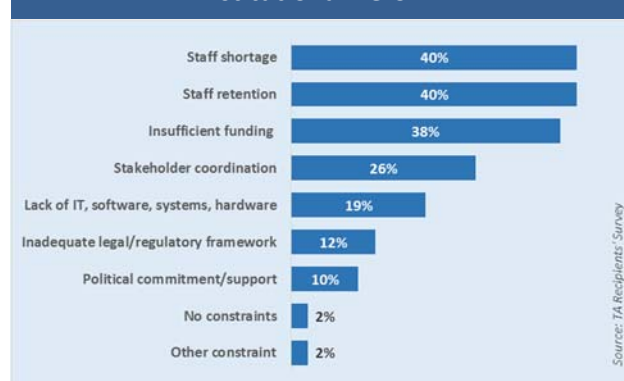 Staff shortage 40%
Staff retention 40%
Insufficient funding 38%
Stakeholder coordination 26%
Lack of IT, software, systems, hardware 19%
Inadequate legal/regulatory framework 12%
Political commitment/support 10%
No constraints 2%
Other constraint 2%
Source: TA Recipients' Survey